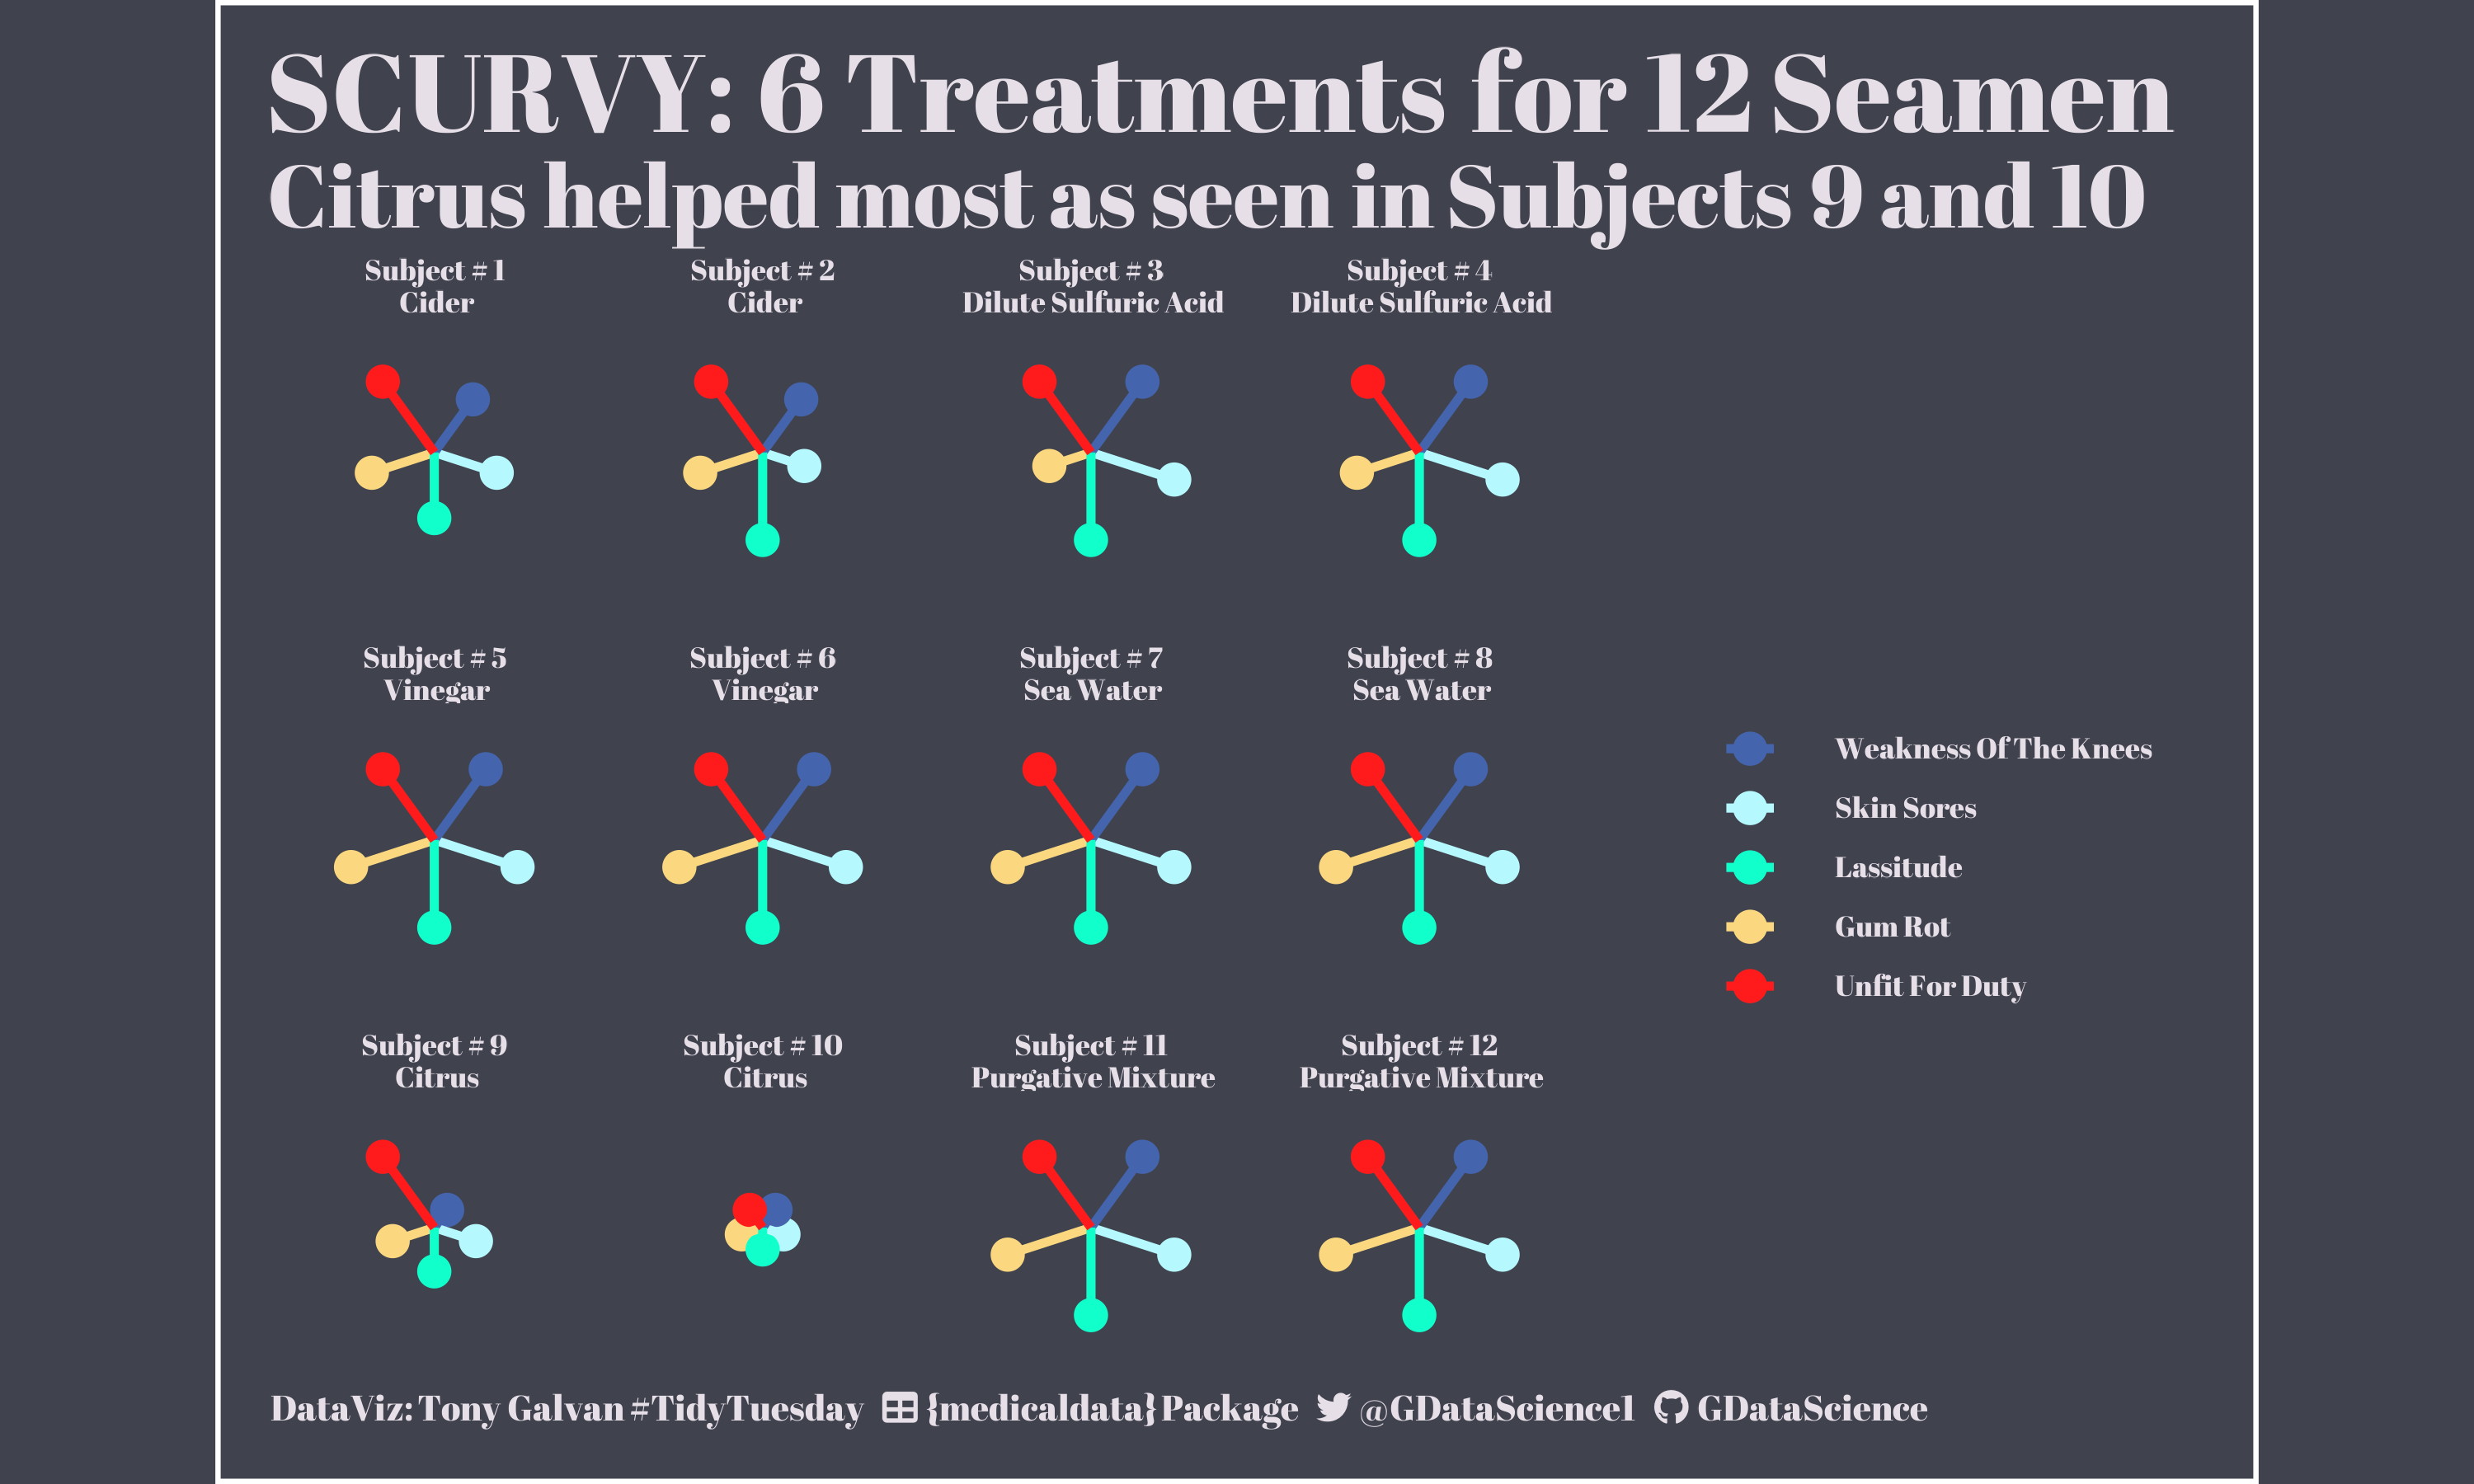 SCURVY: 6 Treatments for 12 Seamen
Citrus helped most as seen in Subjects 9 and 10
Subject # 1
Cider
Subject # 2
Cider
Subject # 3
Dilute Sulfuric Acid
Subject # 4
Dilute Sulfuric Acid
Subject # 5
Vinegar
Subject # 6
Vinegar
Subject # 7
Sea Water
Subject # 8
Sea Water
Weakness Of The Knees
Skin Sores
Lassitude
Gum Rot
Unfit For Duty
Subject # 9
Citrus
Subject # 10
Citrus
Subject # 11
Purgative Mixture
Subject # 12
Purgative Mixture
DataViz: Tony Galvan #TidyTuesday {medicaldata} Package @GDataScience1 GDataScience